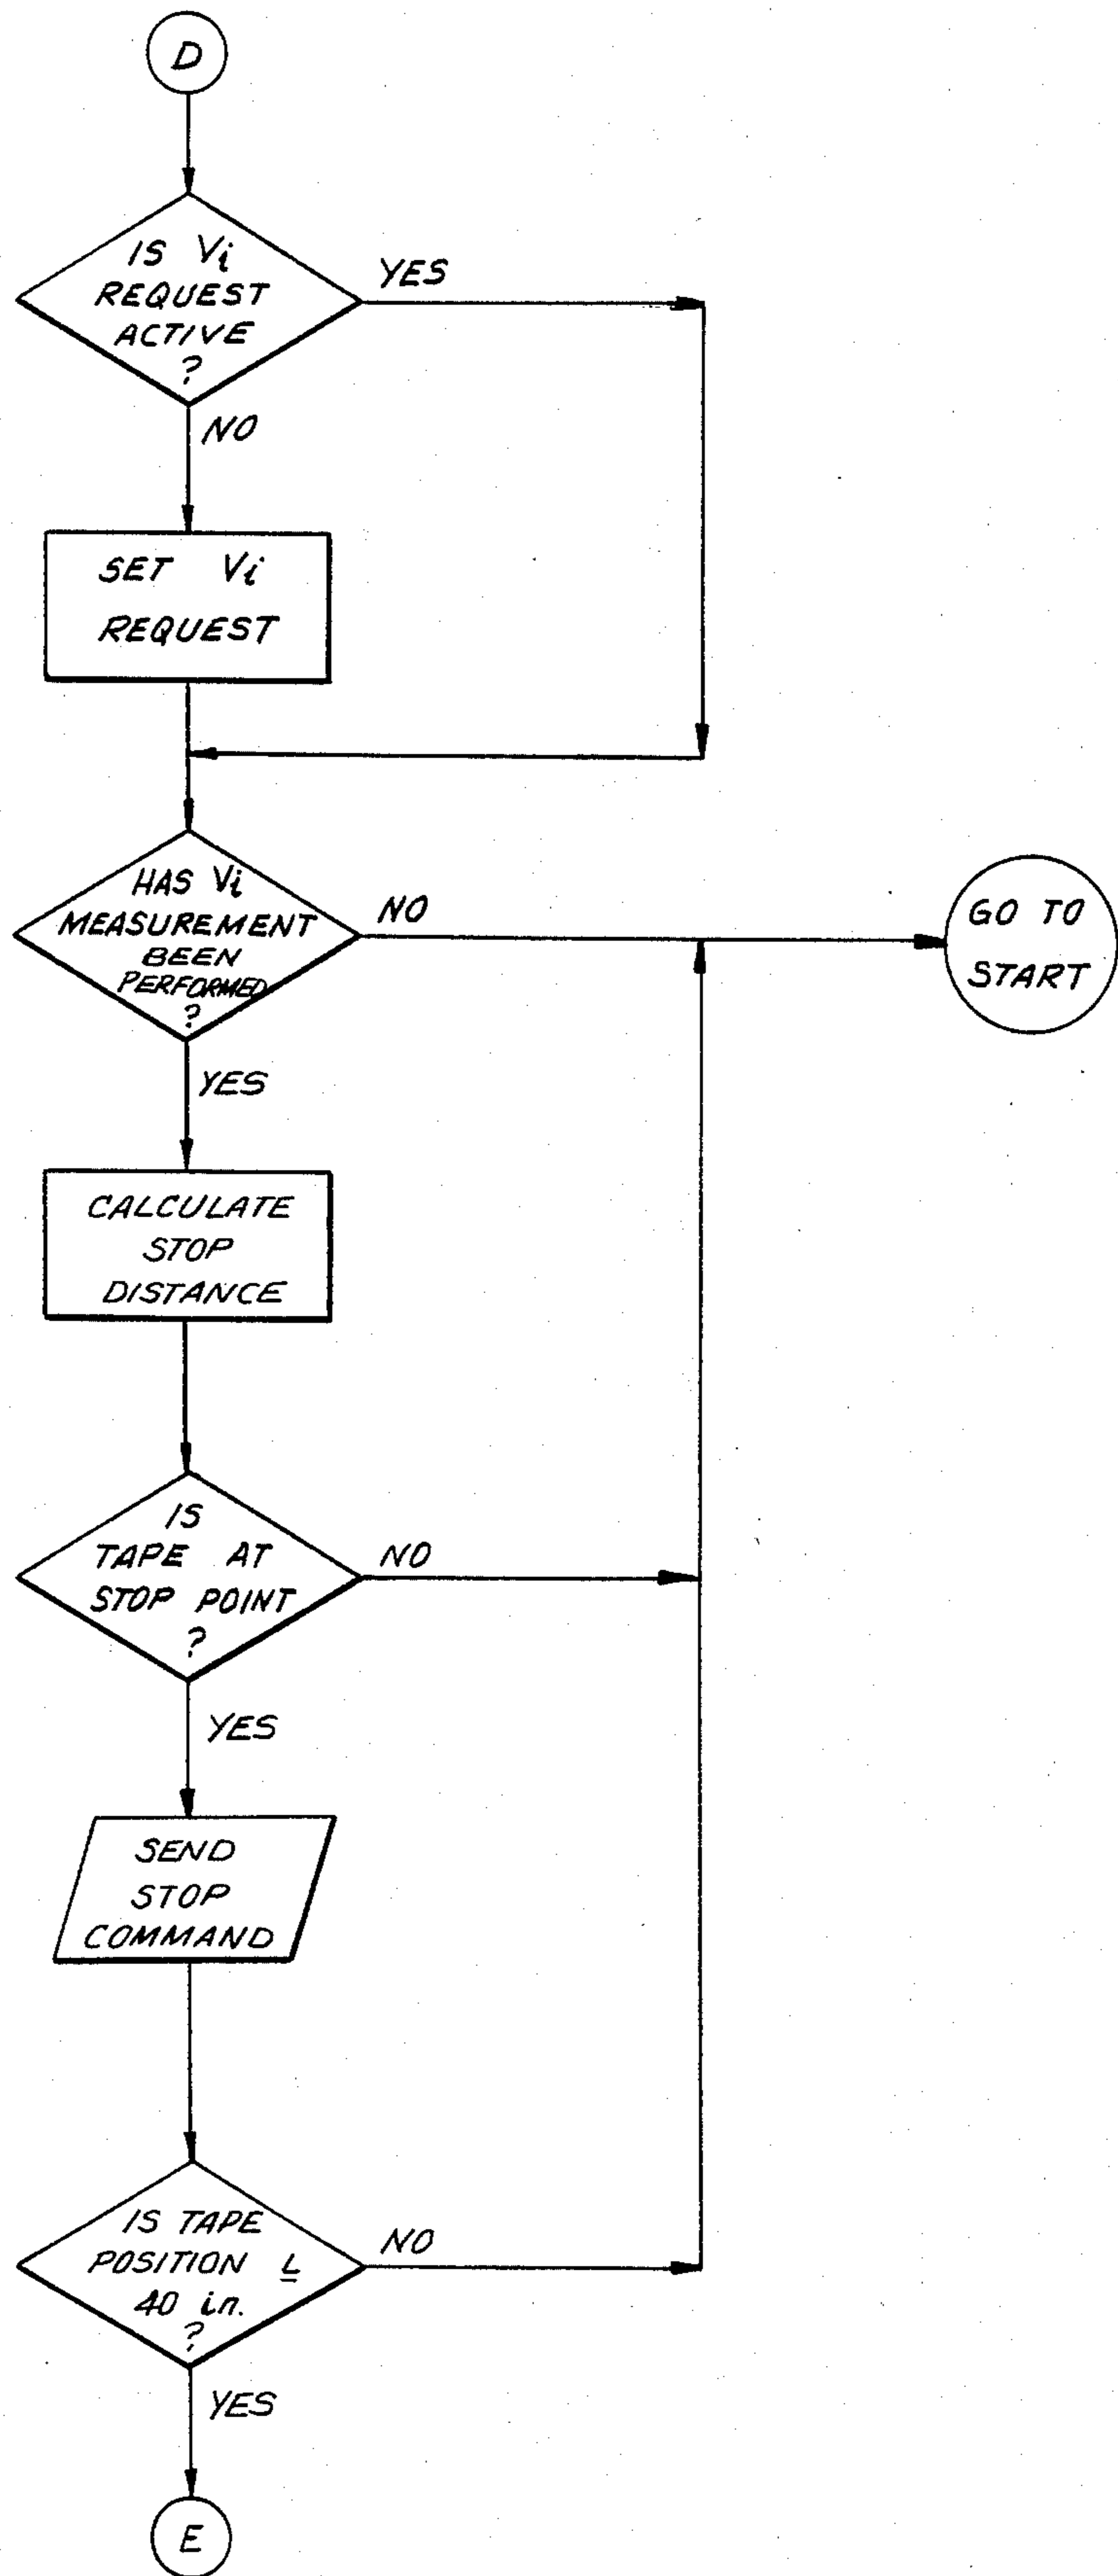 D
IS Vi
REQUEST
ACTIVE
?
YES
NO
SET Vi
REQUEST
HAS Vi
MEASUREMENT
BEEN
PERFORMED
?
NO
GO TO
START
YES
CALCULATE
STOP
DISTANCE
IS
TAPE AT
STOP POINT
?
NO
YES
SEND
STOP
COMMAND
IS TAPE
POSITION ≤
40 in.
?
NO
YES
E